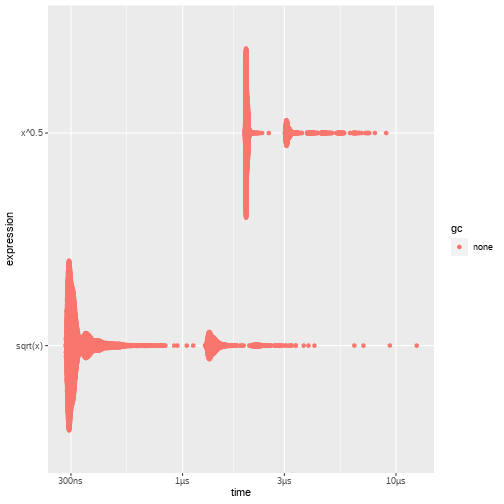 x^0.5
sqrt(x)
expression
300ns
1µs
3µs
10µs
time
gc
none